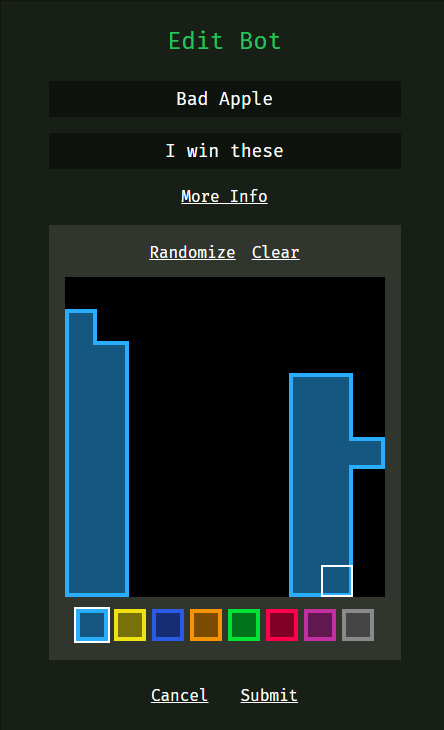 Edit Bot
Bad Apple
I win these
More Info
Randomize Clear
Cancel Submit